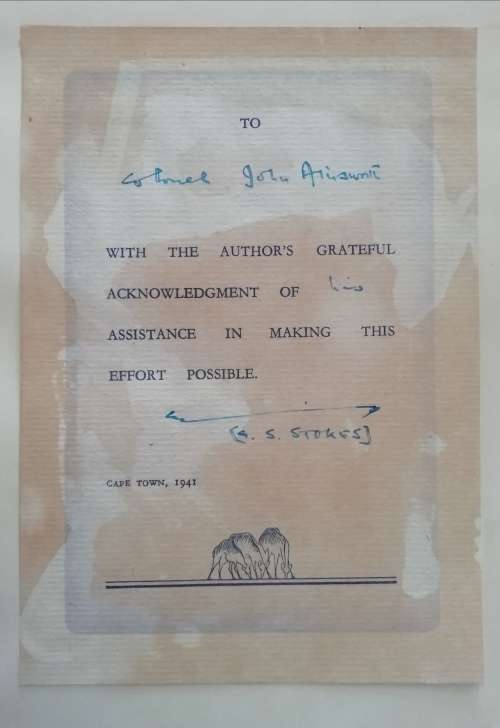 TO
Colonel John Ainsworth
WITH THE AUTHOR'S GRATEFUL
ACKNOWLEDGMENT OF his
ASSISTANCE IN MAKING THIS
EFFORT POSSIBLE.
S. STOKES]
CAPE TOWN, 1941